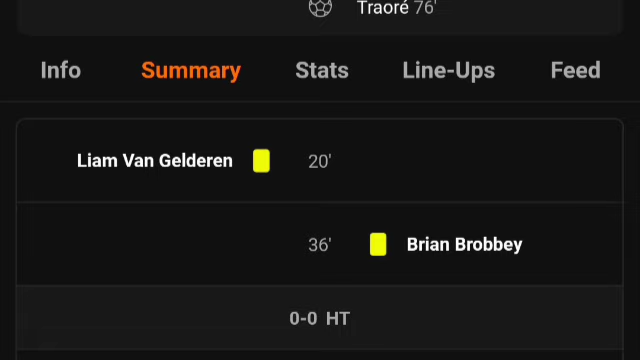 Traoré 76'
Info Summary Stats Line-Ups Feed
Liam Van Gelderen 20'
36' Brian Brobbey
0-0 HT